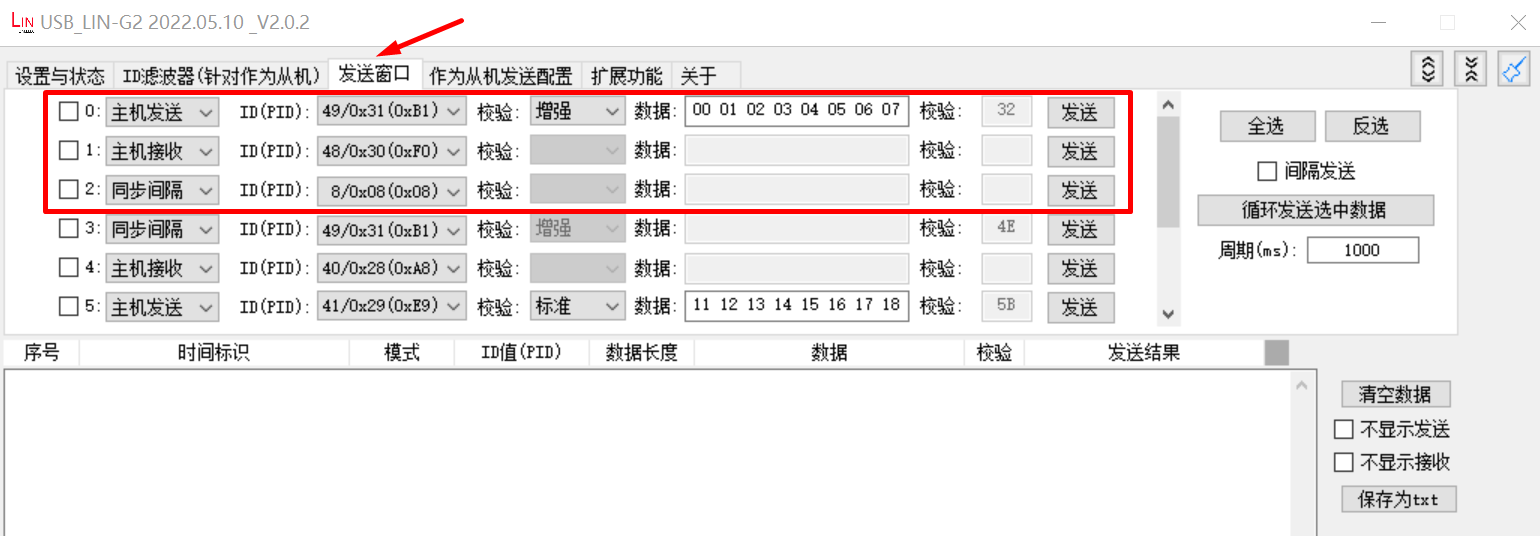 LIN USB_LIN-G2 2022.05.10 _V2.0.2
设置与状态 ID滤波器(针对作为从机) 发送窗口 作为从机发送配置 扩展功能 关于
0: 主机发送 ID(PID): 49/0x31(0xB1) 校验: 增强 数据: 00 01 02 03 04 05 06 07 校验: 32 发送
1: 主机接收 ID(PID): 48/0x30(0xF0) 校验: 数据: 校验: 发送
2: 同步间隔 ID(PID): 8/0x08(0x08) 校验: 数据: 校验: 发送
3: 同步间隔 ID(PID): 49/0x31(0xB1) 校验: 增强 数据: 校验: 4E 发送
4: 主机接收 ID(PID): 40/0x28(0xA8) 校验: 数据: 校验: 发送
5: 主机发送 ID(PID): 41/0x29(0xE9) 校验: 标准 数据: 11 12 13 14 15 16 17 18 校验: 5B 发送
全选 反选
间隔发送
循环发送选中数据
周期(ms): 1000
序号 时间标识 模式 ID值(PID) 数据长度 数据 校验 发送结果
清空数据
不显示发送
不显示接收
保存为txt